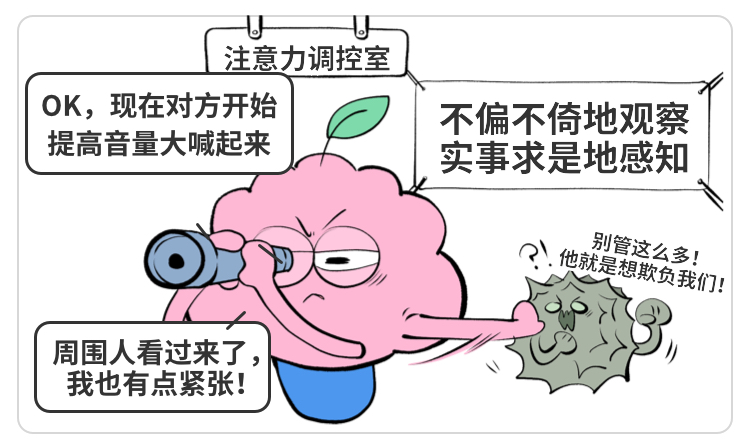 注意力调控室
OK，现在对方开始
提高音量大喊起来
不偏不倚地观察
实事求是地感知
?!
别管这么多！
他就是想欺负我们！
周围人看过来了，
我也有点紧张！